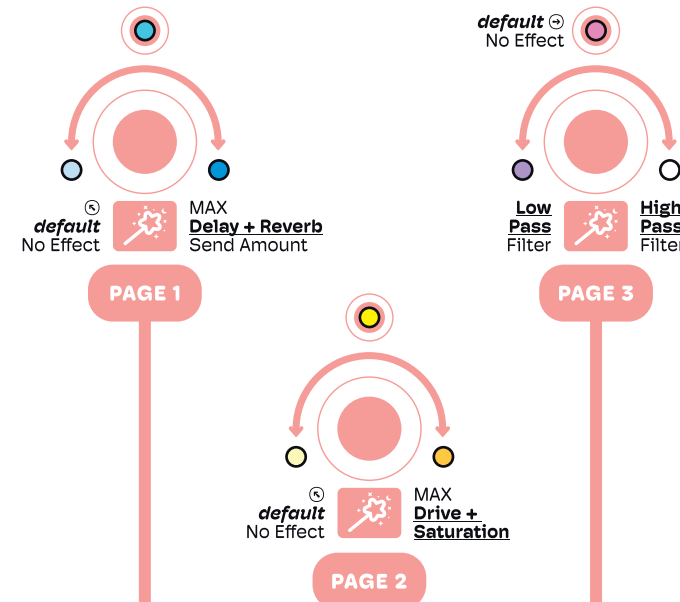 default
No Effect
default
No Effect
MAX
Delay + Reverb
Send Amount
Low
Pass
Filter
High
Pass
Filter
PAGE 1
PAGE 3
default
No Effect
MAX
Drive +
Saturation
PAGE 2